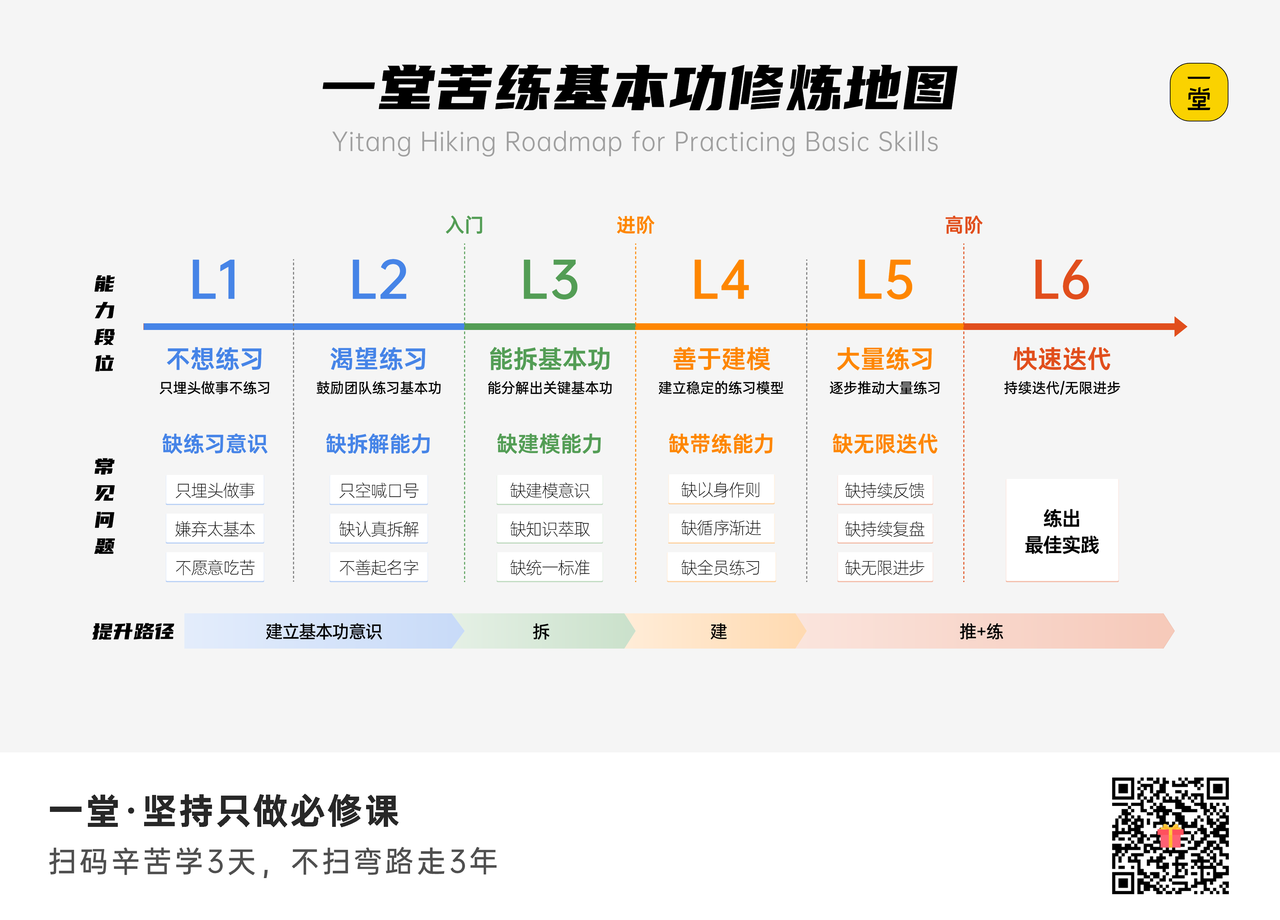 一堂苦练基本功修炼地图
Yitang Hiking Roadmap for Practicing Basic Skills
一堂
入门
进阶
高阶
能力段位
L1
L2
L3
L4
L5
L6
不想练习
渴望练习
能拆基本功
善于建模
大量练习
快速迭代
只埋头做事不练习
鼓励团队练习基本功
能分解出关键基本功
建立稳定的练习模型
逐步推动大量练习
持续迭代/无限进步
常见问题
缺练习意识
缺拆解能力
缺建模能力
缺带练能力
缺无限迭代
只埋头做事
只空喊口号
缺建模意识
缺以身作则
缺持续反馈
嫌弃太基本
缺认真拆解
缺知识萃取
缺循序渐进
缺持续复盘
不愿意吃苦
不善起名字
缺统一标准
缺全员练习
缺无限进步
练出
最佳实践
提升路径
建立基本功意识
拆
建
推+练
一堂·坚持只做必修课
扫码辛苦学3天，不扫弯路走3年